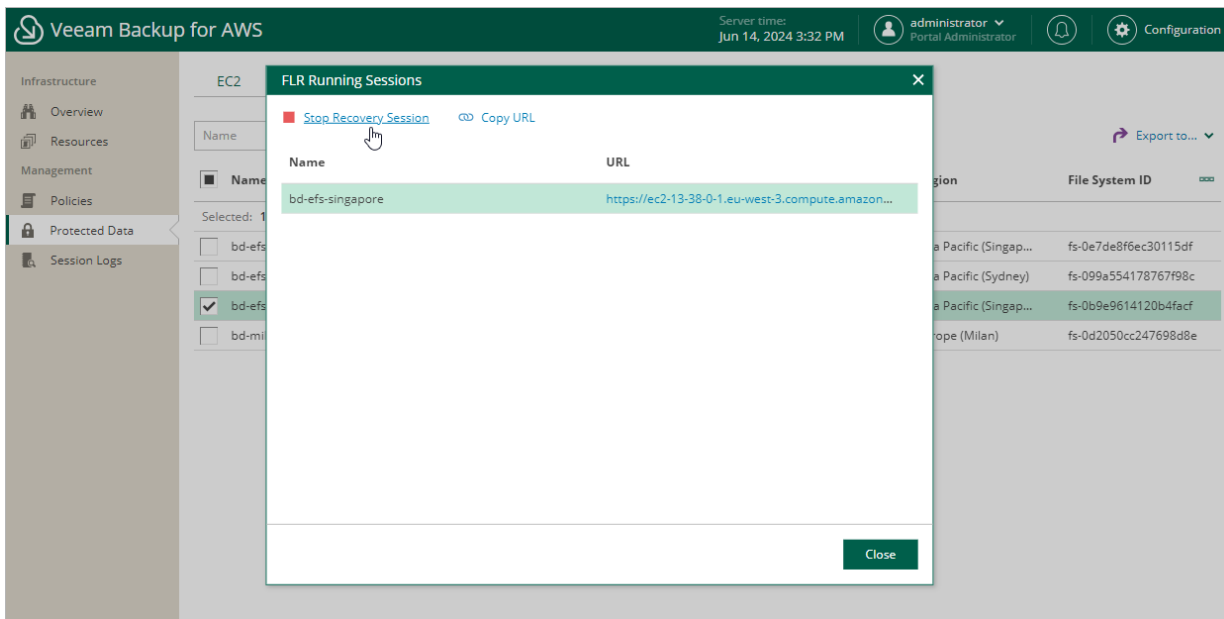 Veeam Backup for AWS
Server time:
Jun 14, 2024 3:32 PM
administrator
Portal Administrator
Configuration
Infrastructure
Overview
Resources
Management
Policies
Protected Data
Session Logs
EC2
FLR Running Sessions
Stop Recovery Session
Copy URL
Name
URL
bd-efs-singapore
https://ec2-13-38-0-1.eu-west-3.compute.amazon...
Close
Name
Export to...
Name
gion
File System ID
Selected: 1
bd-efs
a Pacific (Singap...
fs-0e7de8f6ec30115df
bd-efs
a Pacific (Sydney)
fs-099a554178767f98c
bd-efs
a Pacific (Singap...
fs-0b9e9614120b4facf
bd-mil
rope (Milan)
fs-0d2050cc247698d8e